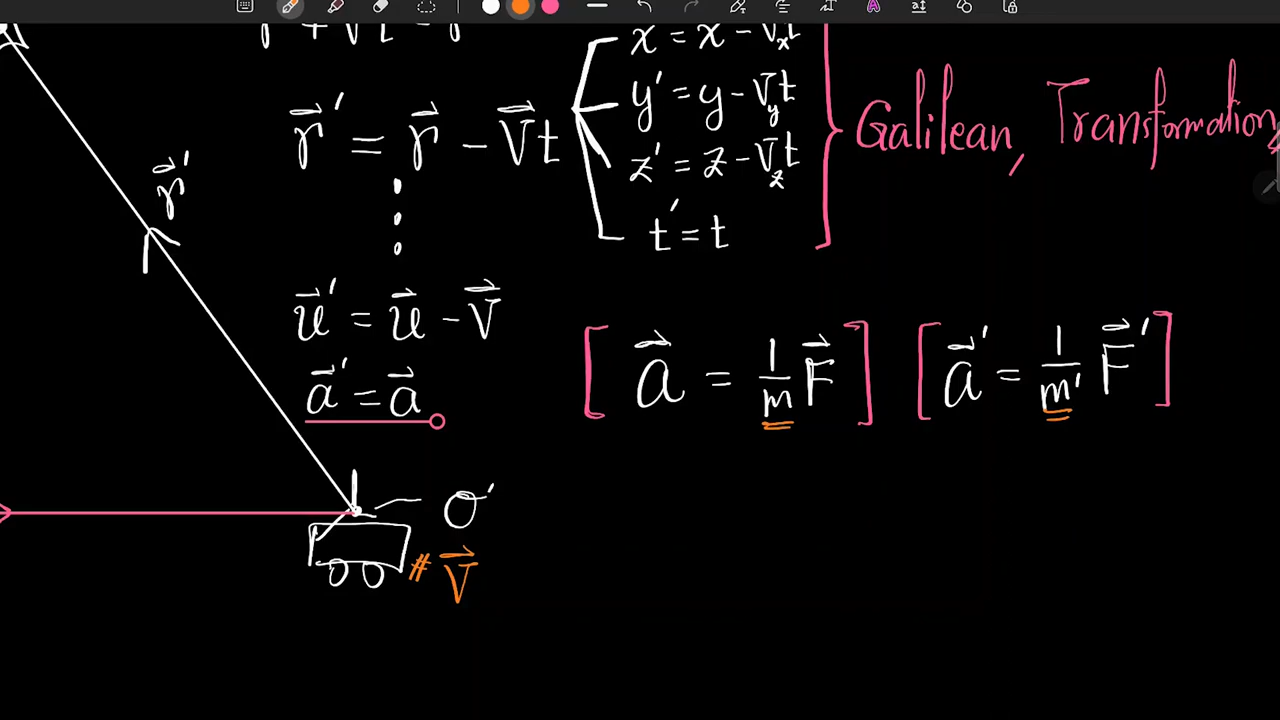 x = x - Vₓt
r⃗' = r⃗ - V⃗t
y' = y - V_y t
z' = z - V_z t
t' = t
Galilean, Transformation
r⃗'
u⃗' = u⃗ - V⃗
a⃗' = a⃗
[ a⃗ = 1/m F⃗ ] [ a⃗' = 1/m' F⃗' ]
O'
# V⃗